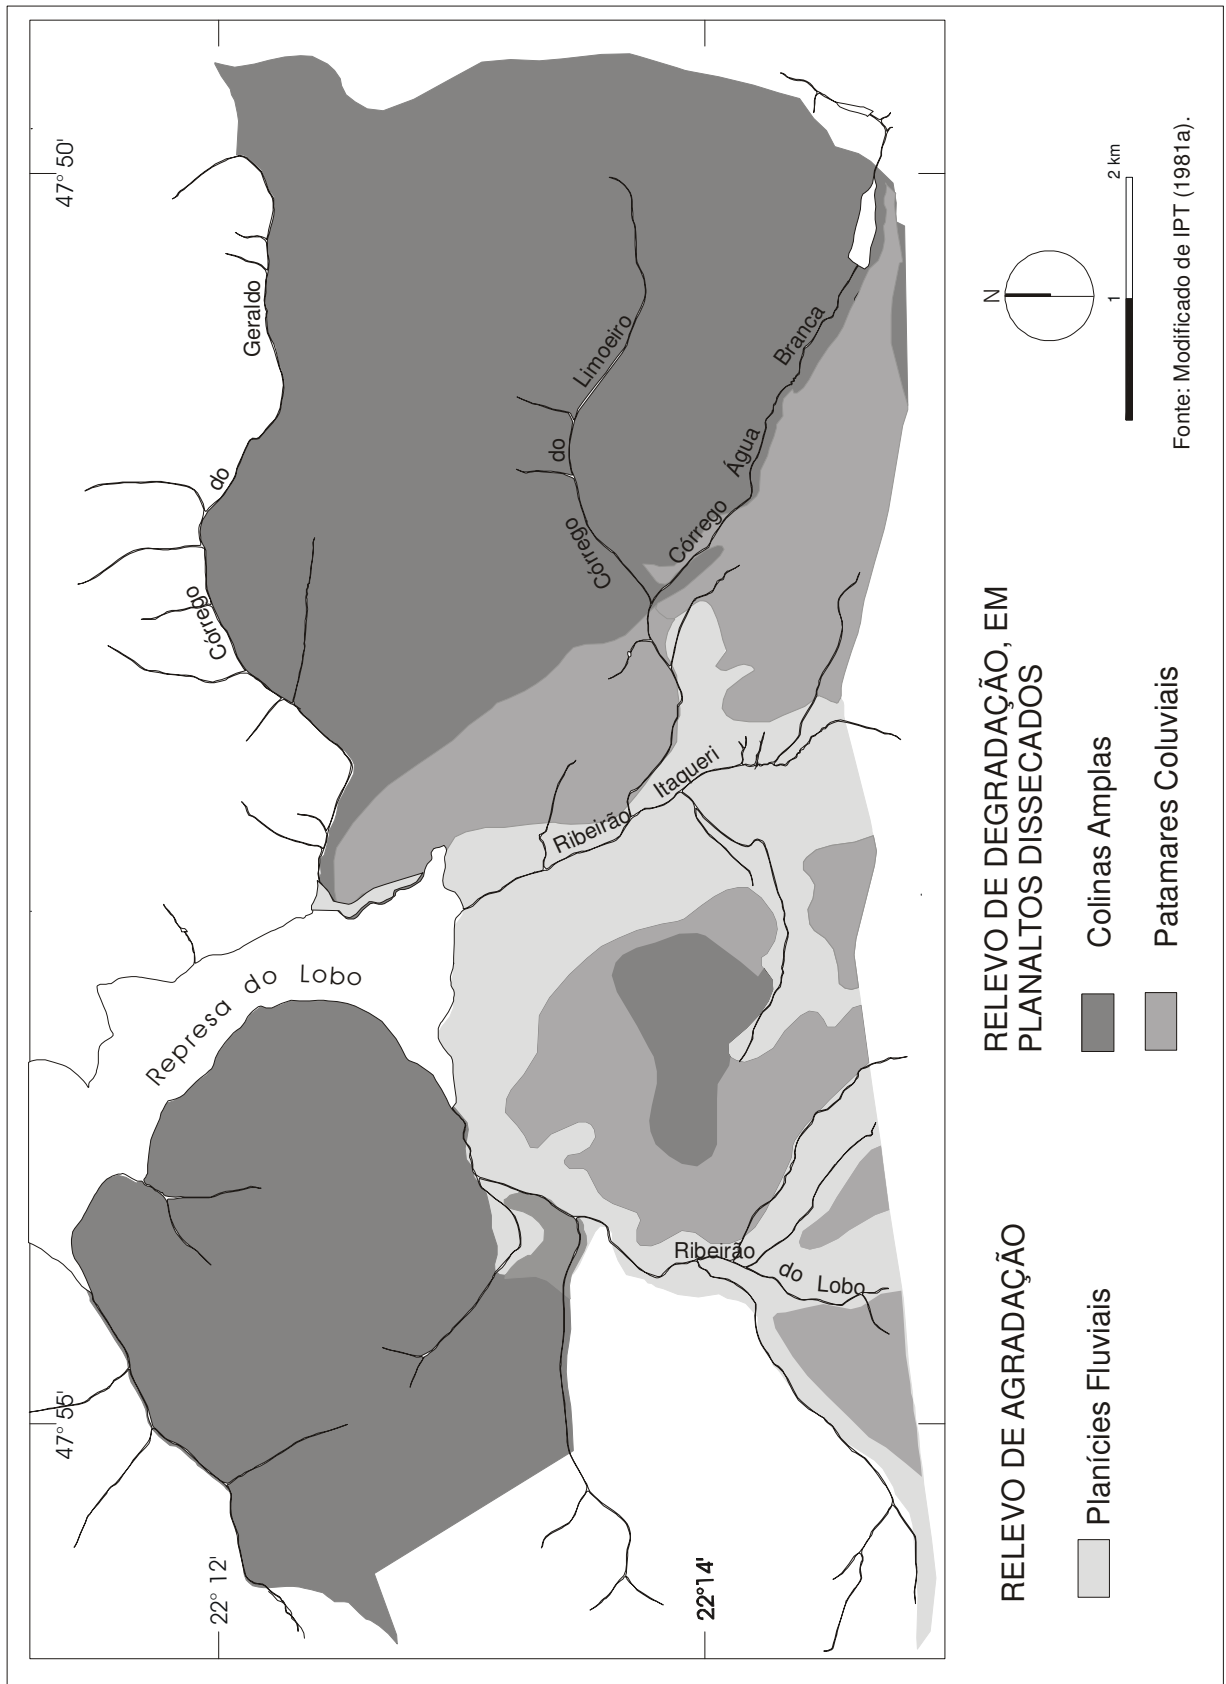 47° 55'
47° 50'
22° 12'
22°14'
Represa do Lobo
Córrego do Geraldo
Córrego do Limoeiro
Córrego Água Branca
Ribeirão Itaqueri
Ribeirão do Lobo
RELEVO DE AGRADAÇÃO
Planícies Fluviais
RELEVO DE DEGRADAÇÃO, EM
PLANALTOS DISSECADOS
Colinas Amplas
Patamares Coluviais
N
1
2 km
Fonte: Modificado de IPT (1981a).